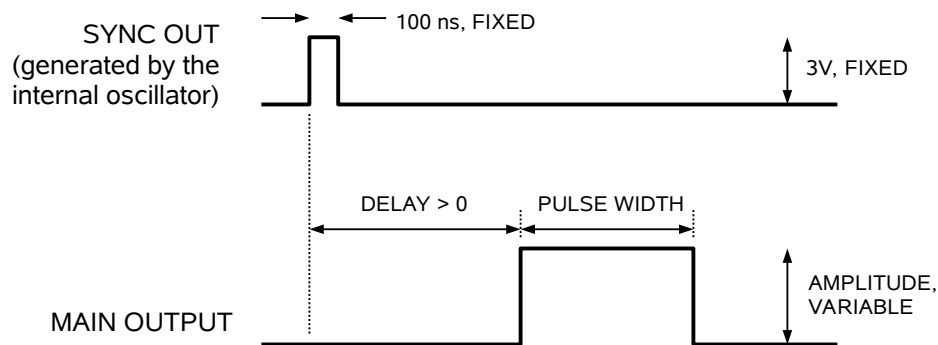 100 ns, FIXED
SYNC OUT
(generated by the
internal oscillator)
3V, FIXED
DELAY > 0
PULSE WIDTH
AMPLITUDE,
VARIABLE
MAIN OUTPUT